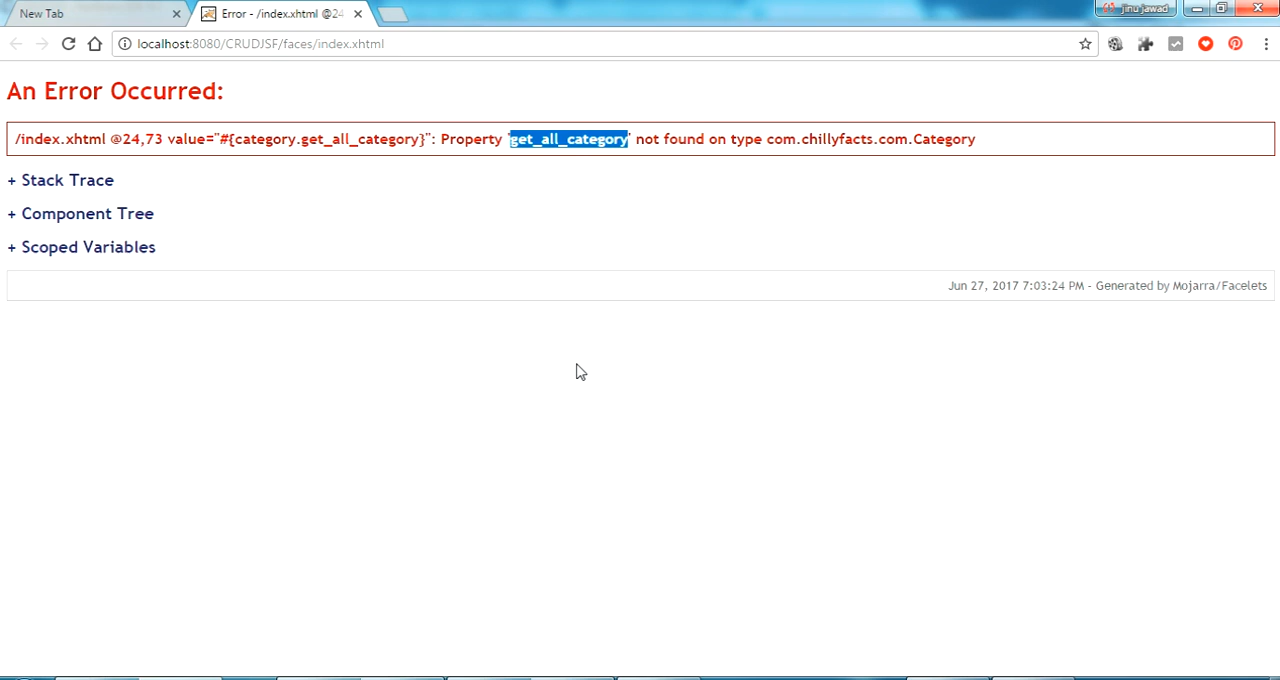 New Tab
Error - /index.xhtml @24
jinu jawad
localhost:8080/CRUDJSF/faces/index.xhtml
An Error Occurred:
/index.xhtml @24,73 value="#{category.get_all_category}": Property 'get_all_category' not found on type com.chillyfacts.com.Category
+ Stack Trace
+ Component Tree
+ Scoped Variables
Jun 27, 2017 7:03:24 PM - Generated by Mojarra/Facelets